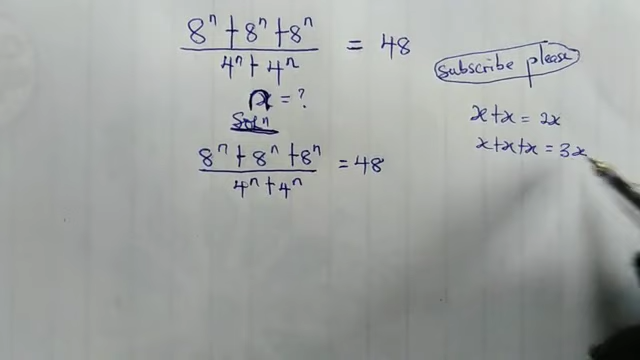 8ⁿ + 8ⁿ + 8ⁿ / 4ⁿ + 4ⁿ = 48
n = ?
Solⁿ
8ⁿ + 8ⁿ + 8ⁿ / 4ⁿ + 4ⁿ = 48
Subscribe please
x + x = 2x
x + x + x = 3x